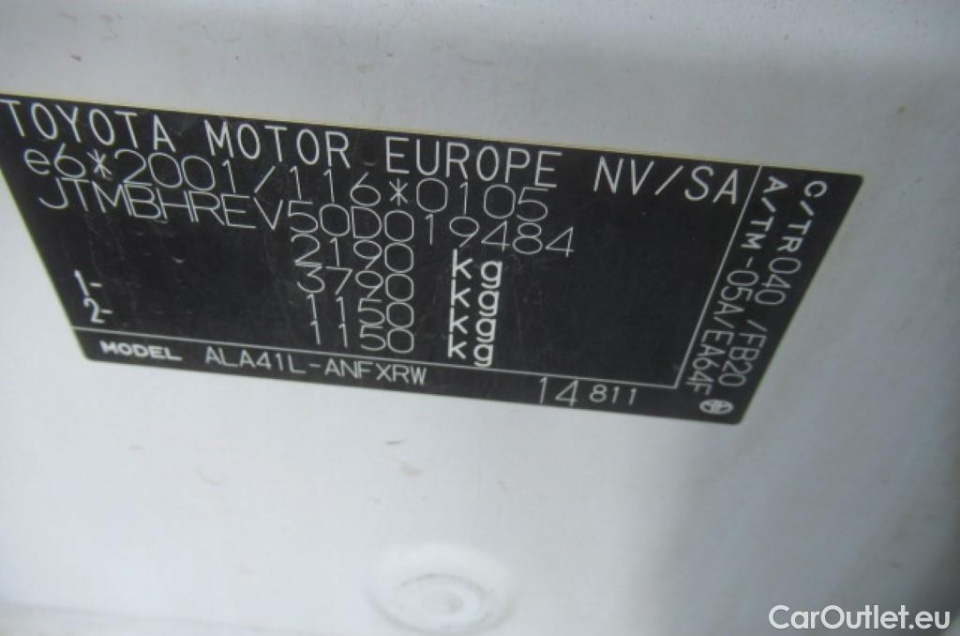 TOYOTA MOTOR EUROPE NV/SA
e6*2001/116*0105
JTMBHREV50D019484
2190 kg
3790 kg
1- 1150 kg
2- 1150 kg
MODEL ALA41L-ANFXRW
14 811
C/TR 040 /FB20
A/TM -05A/EA64F
CarOutlet.eu